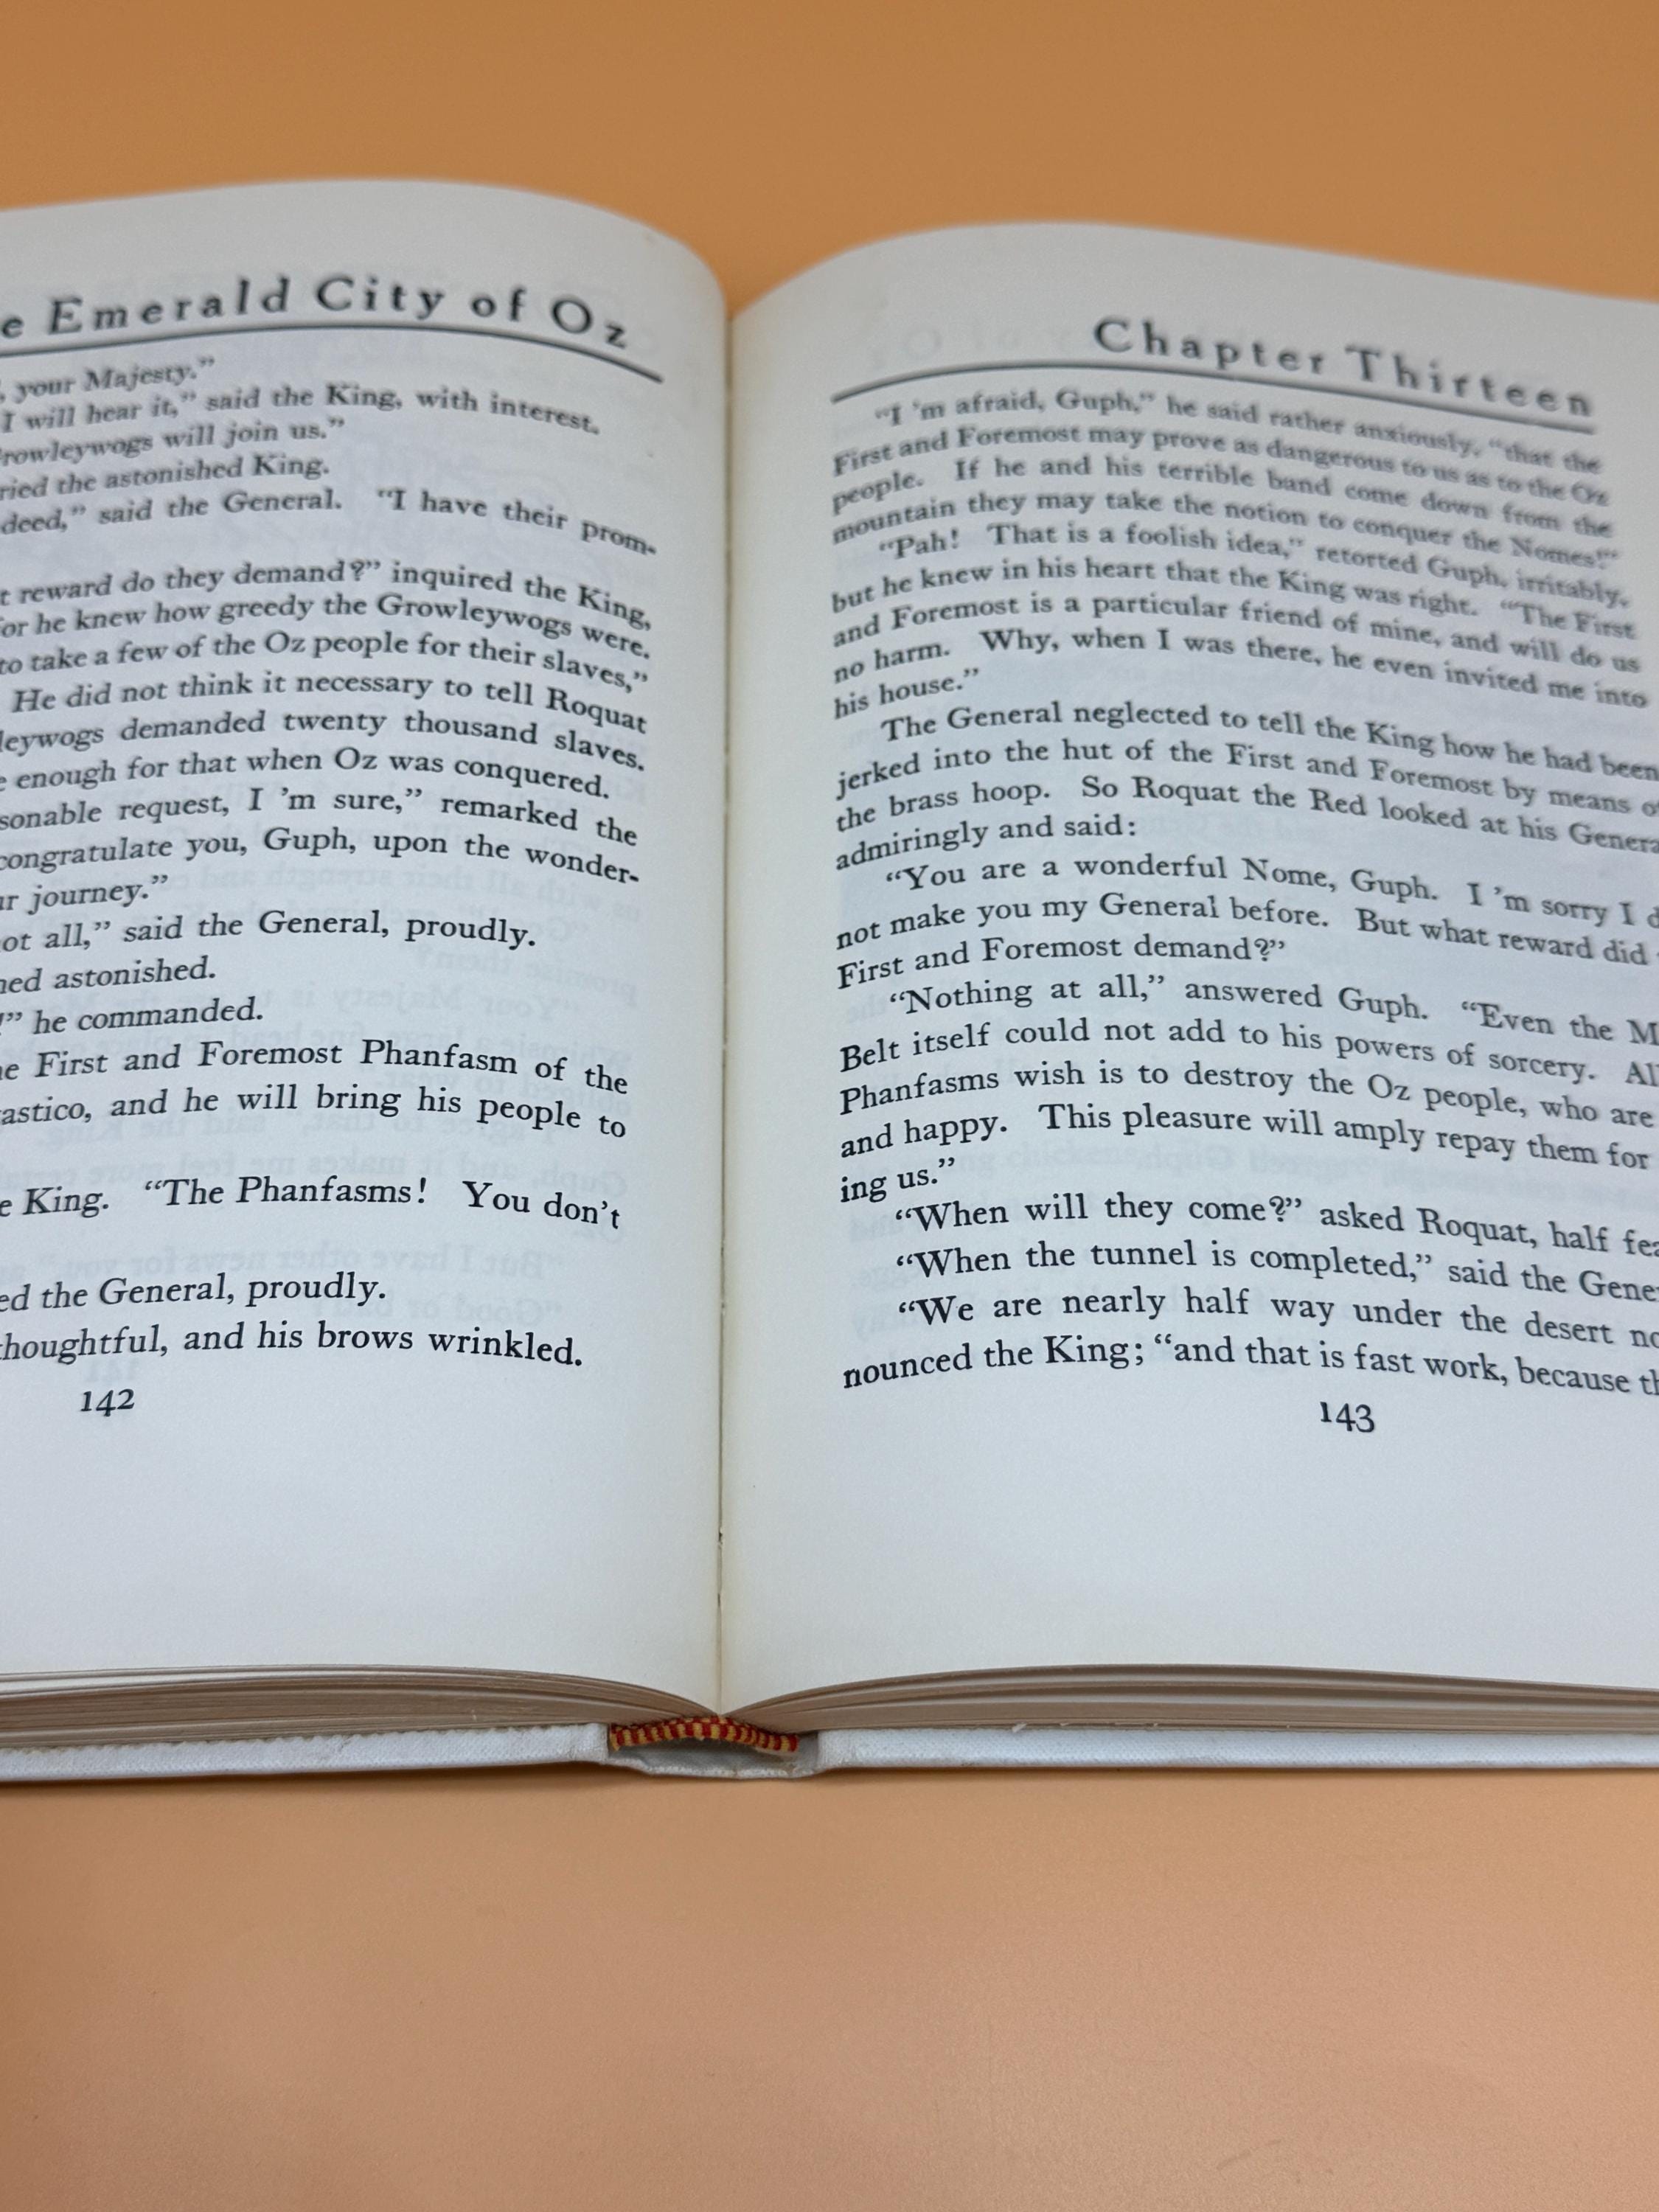 e Emerald City of Oz
, your Majesty.”
I will hear it,” said the King, with interest.
rowleywogs will join us.”
ried the astonished King.
deed,” said the General. “I have their prom-
t reward do they demand?” inquired the King,
or he knew how greedy the Growleywogs were.
to take a few of the Oz people for their slaves,”
He did not think it necessary to tell Roquat
leywogs demanded twenty thousand slaves.
e enough for that when Oz was conquered.
sonable request, I ’m sure,” remarked the
congratulate you, Guph, upon the wonder-
ur journey.”
ot all,” said the General, proudly.
ned astonished.
!” he commanded.
e First and Foremost Phanfasm of the
astico, and he will bring his people to
e King. “The Phanfasms! You don’t
ed the General, proudly.
thoughtful, and his brows wrinkled.
142
Chapter Thirteen
“I ’m afraid, Guph,” he said rather anxiously, “that the
First and Foremost may prove as dangerous to us as to the Oz
people. If he and his terrible band come down from the
mountain they may take the notion to conquer the Nomes!”
“Pah! That is a foolish idea,” retorted Guph, irritably,
but he knew in his heart that the King was right. “The First
and Foremost is a particular friend of mine, and will do us
no harm. Why, when I was there, he even invited me into
his house.”
The General neglected to tell the King how he had been
jerked into the hut of the First and Foremost by means of
the brass hoop. So Roquat the Red looked at his Genera
admiringly and said:
“You are a wonderful Nome, Guph. I ’m sorry I d
not make you my General before. But what reward did
First and Foremost demand?”
“Nothing at all,” answered Guph. “Even the M
Belt itself could not add to his powers of sorcery. Al
Phanfasms wish is to destroy the Oz people, who are
and happy. This pleasure will amply repay them for
ing us.”
“When will they come?” asked Roquat, half fea
“When the tunnel is completed,” said the Gene
“We are nearly half way under the desert no
nounced the King; “and that is fast work, because th
143